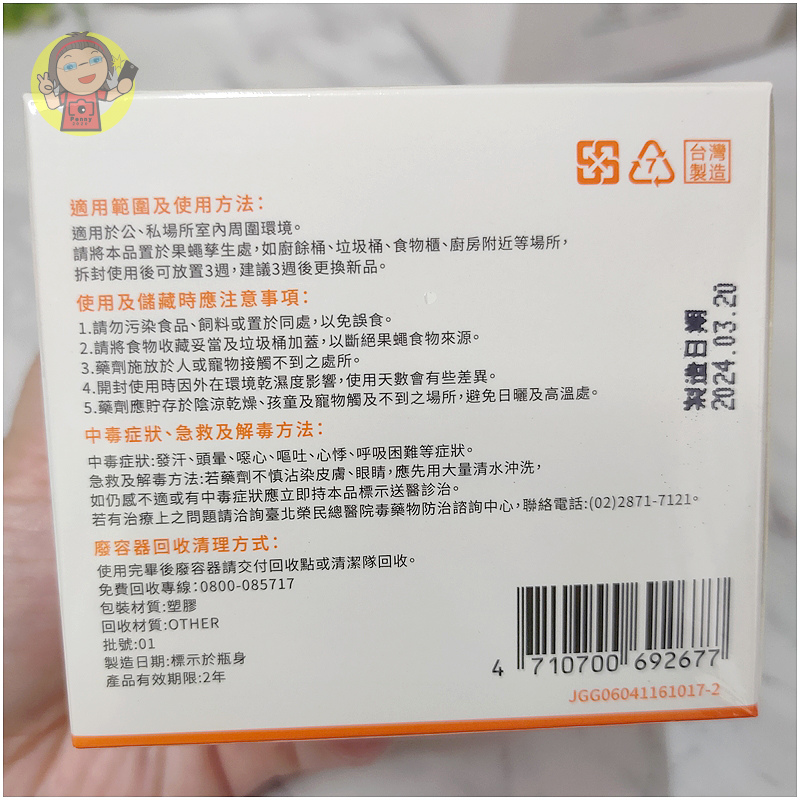 Penny
7
台灣
製造
適用範圍及使用方法:
適用於公、私場所室內周圍環境。
請將本品置於果蠅孳生處,如廚餘桶、垃圾桶、食物櫃、廚房附近等場所,
拆封使用後可放置3週,建議3週後更換新品。
使用及儲藏時應注意事項:
1.請勿污染食品、飼料或置於同處,以免誤食。
2.請將食物收藏妥當及垃圾桶加蓋,以斷絕果蠅食物來源。
3.藥劑施放於人或寵物接觸不到之處所。
4.開封使用時因外在環境乾濕度影響,使用天數會有些差異。
5.藥劑應貯存於陰涼乾燥、孩童及寵物觸及不到之場所,避免日曬及高溫處。
製造日期
2024.03.20
中毒症狀、急救及解毒方法:
中毒症狀:發汗、頭暈、噁心、嘔吐、心悸、呼吸困難等症狀。
急救及解毒方法:若藥劑不慎沾染皮膚、眼睛,應先用大量清水沖洗,
如仍感不適或有中毒症狀應立即持本品標示送醫診治。
若有治療上之問題請洽詢臺北榮民總醫院毒藥物防治諮詢中心,聯絡電話:(02)2871-7121。
廢容器回收清理方式:
使用完畢後廢容器請交付回收點或清潔隊回收。
免費回收專線:0800-085717
包裝材質:塑膠
回收材質:OTHER
批號:01
製造日期:標示於瓶身
產品有效期限:2年
4 710700 692677
JGG06041161017-2